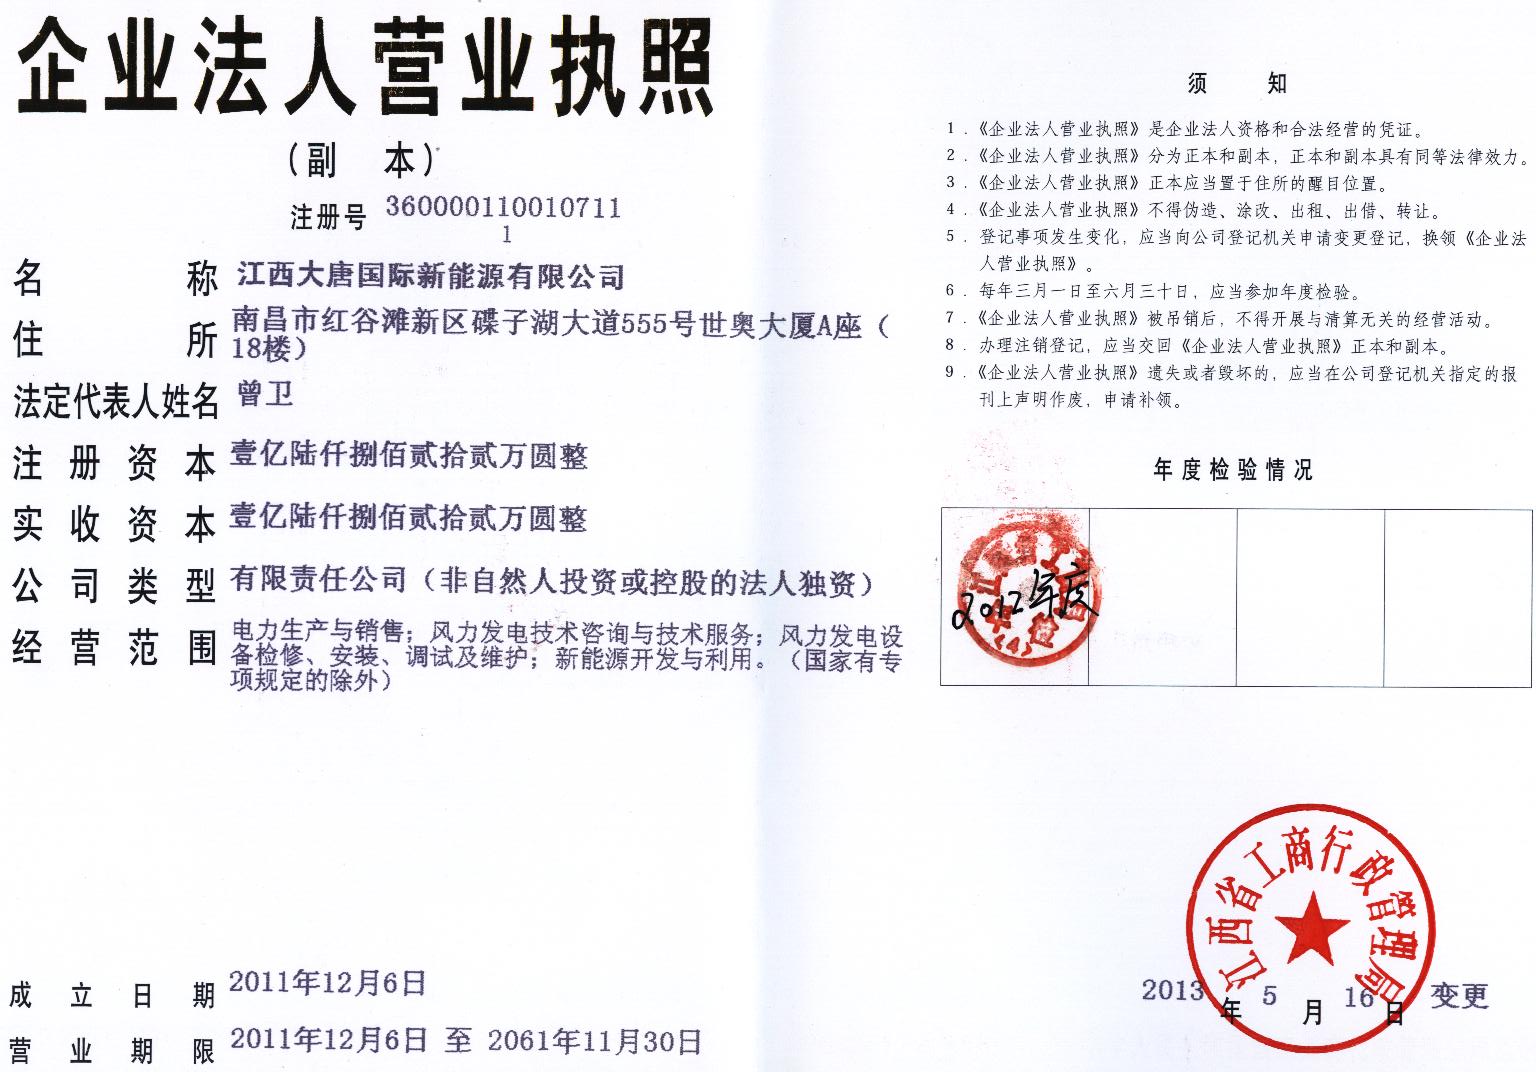 企业法人营业执照
（副 本）
注册号 360000110010711
1
名 称 江西大唐国际新能源有限公司
住 所 南昌市红谷滩新区碟子湖大道555号世奥大厦A座（
18楼）
法定代表人姓名 曾卫
注册资本 壹亿陆仟捌佰贰拾贰万圆整
实收资本 壹亿陆仟捌佰贰拾贰万圆整
公司类型 有限责任公司（非自然人投资或控股的法人独资）
经营范围 电力生产与销售；风力发电技术咨询与技术服务；风力发电设
备检修、安装、调试及维护；新能源开发与利用。（国家有专
项规定的除外）
成立日期 2011年12月6日
营业期限 2011年12月6日 至 2061年11月30日
须 知
1．《企业法人营业执照》是企业法人资格和合法经营的凭证。
2．《企业法人营业执照》分为正本和副本，正本和副本具有同等法律效力。
3．《企业法人营业执照》正本应当置于住所的醒目位置。
4．《企业法人营业执照》不得伪造、涂改、出租、出借、转让。
5．登记事项发生变化，应当向公司登记机关申请变更登记，换领《企业法
人营业执照》。
6．每年三月一日至六月三十日，应当参加年度检验。
7．《企业法人营业执照》被吊销后，不得开展与清算无关的经营活动。
8．办理注销登记，应当交回《企业法人营业执照》正本和副本。
9．《企业法人营业执照》遗失或者毁坏的，应当在公司登记机关指定的报
刊上声明作废，申请补领。
年度检验情况
2012年度
江西省工商行政管理局
2013年5月16日 变更